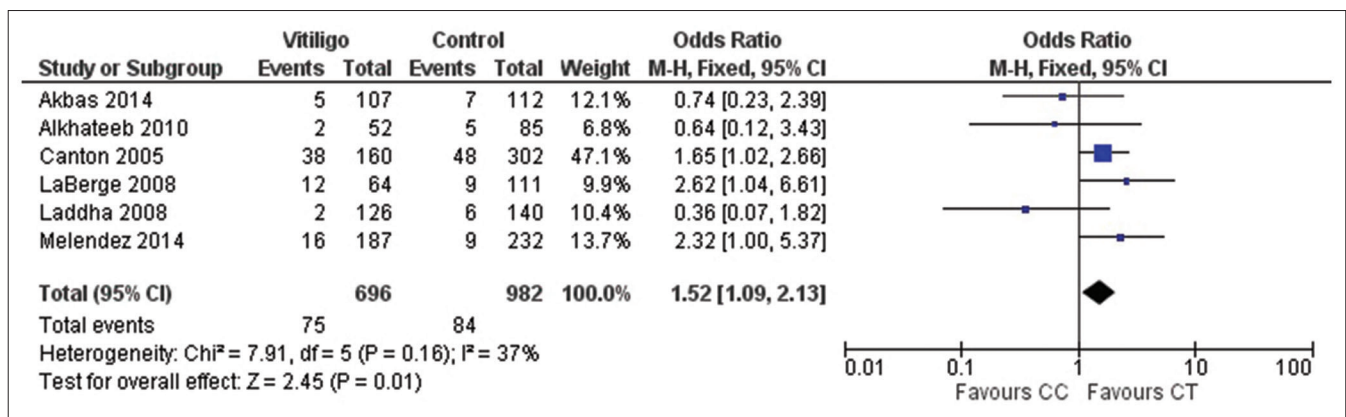 Vitiligo Control Odds Ratio Odds Ratio
Study or Subgroup Events Total Events Total Weight M-H, Fixed, 95% CI M-H, Fixed, 95% CI
Akbas 2014 5 107 7 112 12.1% 0.74 [0.23, 2.39]
Alkhateeb 2010 2 52 5 85 6.8% 0.64 [0.12, 3.43]
Canton 2005 38 160 48 302 47.1% 1.65 [1.02, 2.66]
LaBerge 2008 12 64 9 111 9.9% 2.62 [1.04, 6.61]
Laddha 2008 2 126 6 140 10.4% 0.36 [0.07, 1.82]
Melendez 2014 16 187 9 232 13.7% 2.32 [1.00, 5.37]
Total (95% CI) 696 982 100.0% 1.52 [1.09, 2.13]
Total events 75 84
Heterogeneity: Chi² = 7.91, df = 5 (P = 0.16); I² = 37%
Test for overall effect: Z = 2.45 (P = 0.01)
0.01 0.1 1 10 100
Favours CC Favours CT